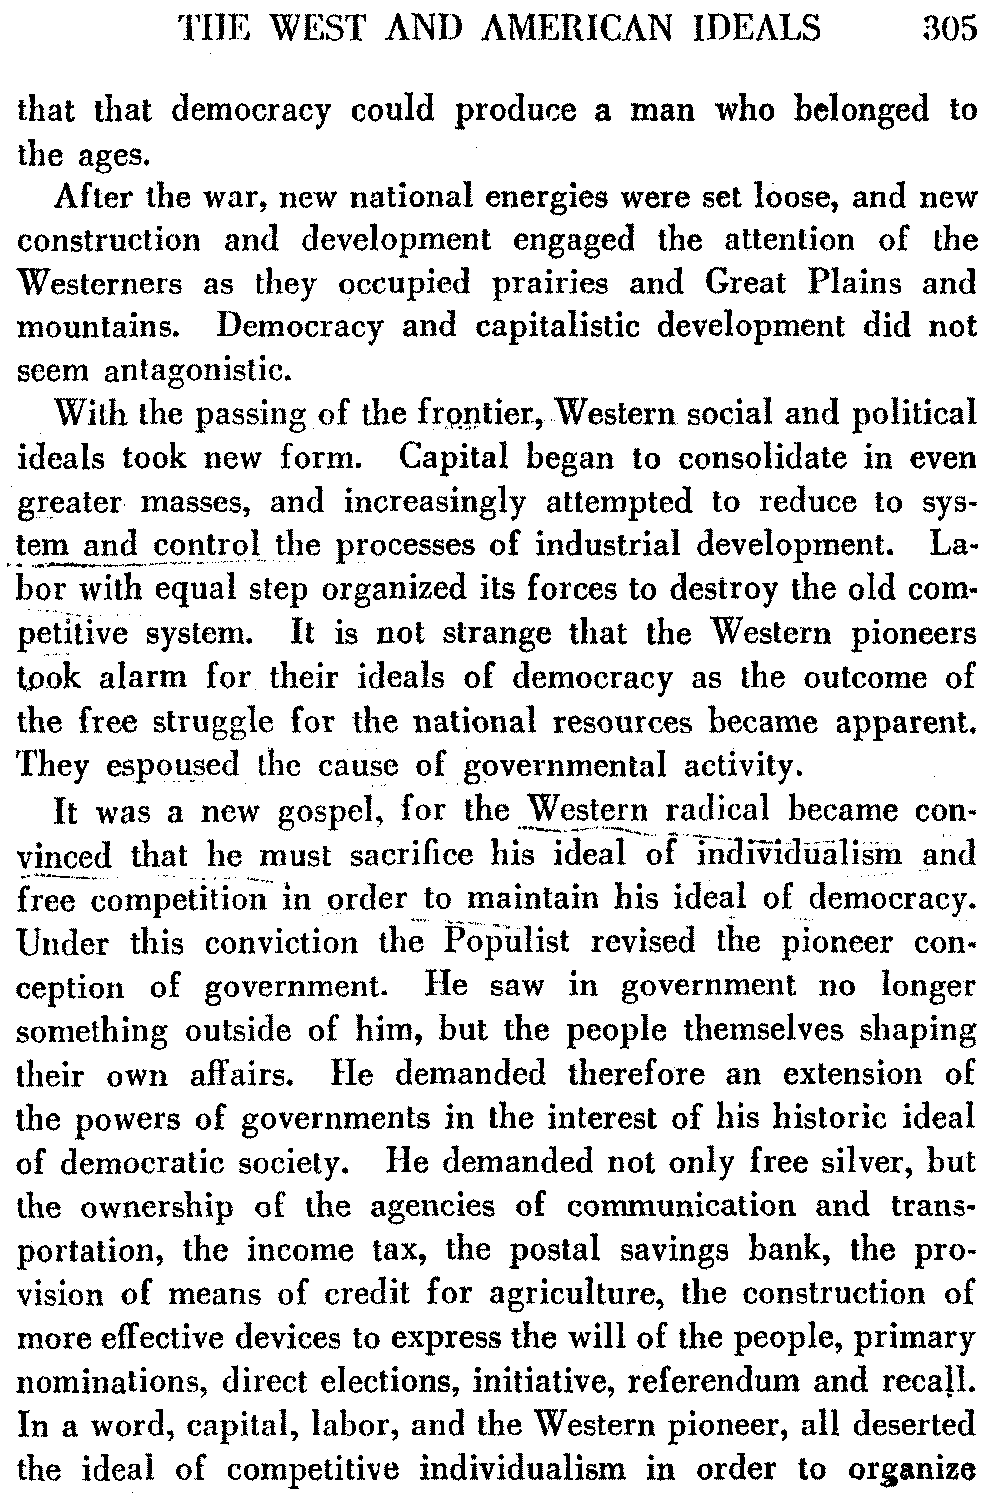 THE WEST AND AMERICAN IDEALS 305
that that democracy could produce a man who belonged to
the ages.
After the war, new national energies were set loose, and new
construction and development engaged the attention of the
Westerners as they occupied prairies and Great Plains and
mountains. Democracy and capitalistic development did not
seem antagonistic.
With the passing of the frontier, Western social and political
ideals took new form. Capital began to consolidate in even
greater masses, and increasingly attempted to reduce to sys-
tem and control the processes of industrial development. La-
bor with equal step organized its forces to destroy the old com-
petitive system. It is not strange that the Western pioneers
took alarm for their ideals of democracy as the outcome of
the free struggle for the national resources became apparent.
They espoused the cause of governmental activity.
It was a new gospel, for the Western radical became con-
vinced that he must sacrifice his ideal of individualism and
free competition in order to maintain his ideal of democracy.
Under this conviction the Populist revised the pioneer con-
ception of government. He saw in government no longer
something outside of him, but the people themselves shaping
their own affairs. He demanded therefore an extension of
the powers of governments in the interest of his historic ideal
of democratic society. He demanded not only free silver, but
the ownership of the agencies of communication and trans-
portation, the income tax, the postal savings bank, the pro-
vision of means of credit for agriculture, the construction of
more effective devices to express the will of the people, primary
nominations, direct elections, initiative, referendum and recall.
In a word, capital, labor, and the Western pioneer, all deserted
the ideal of competitive individualism in order to organize